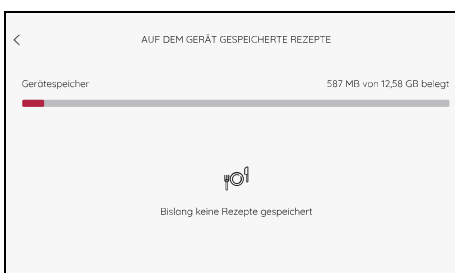 AUF DEM GERÄT GESPEICHERTE REZEPTE
Gerätespeicher 587 MB von 12,58 GB belegt
Bislang keine Rezepte gespeichert